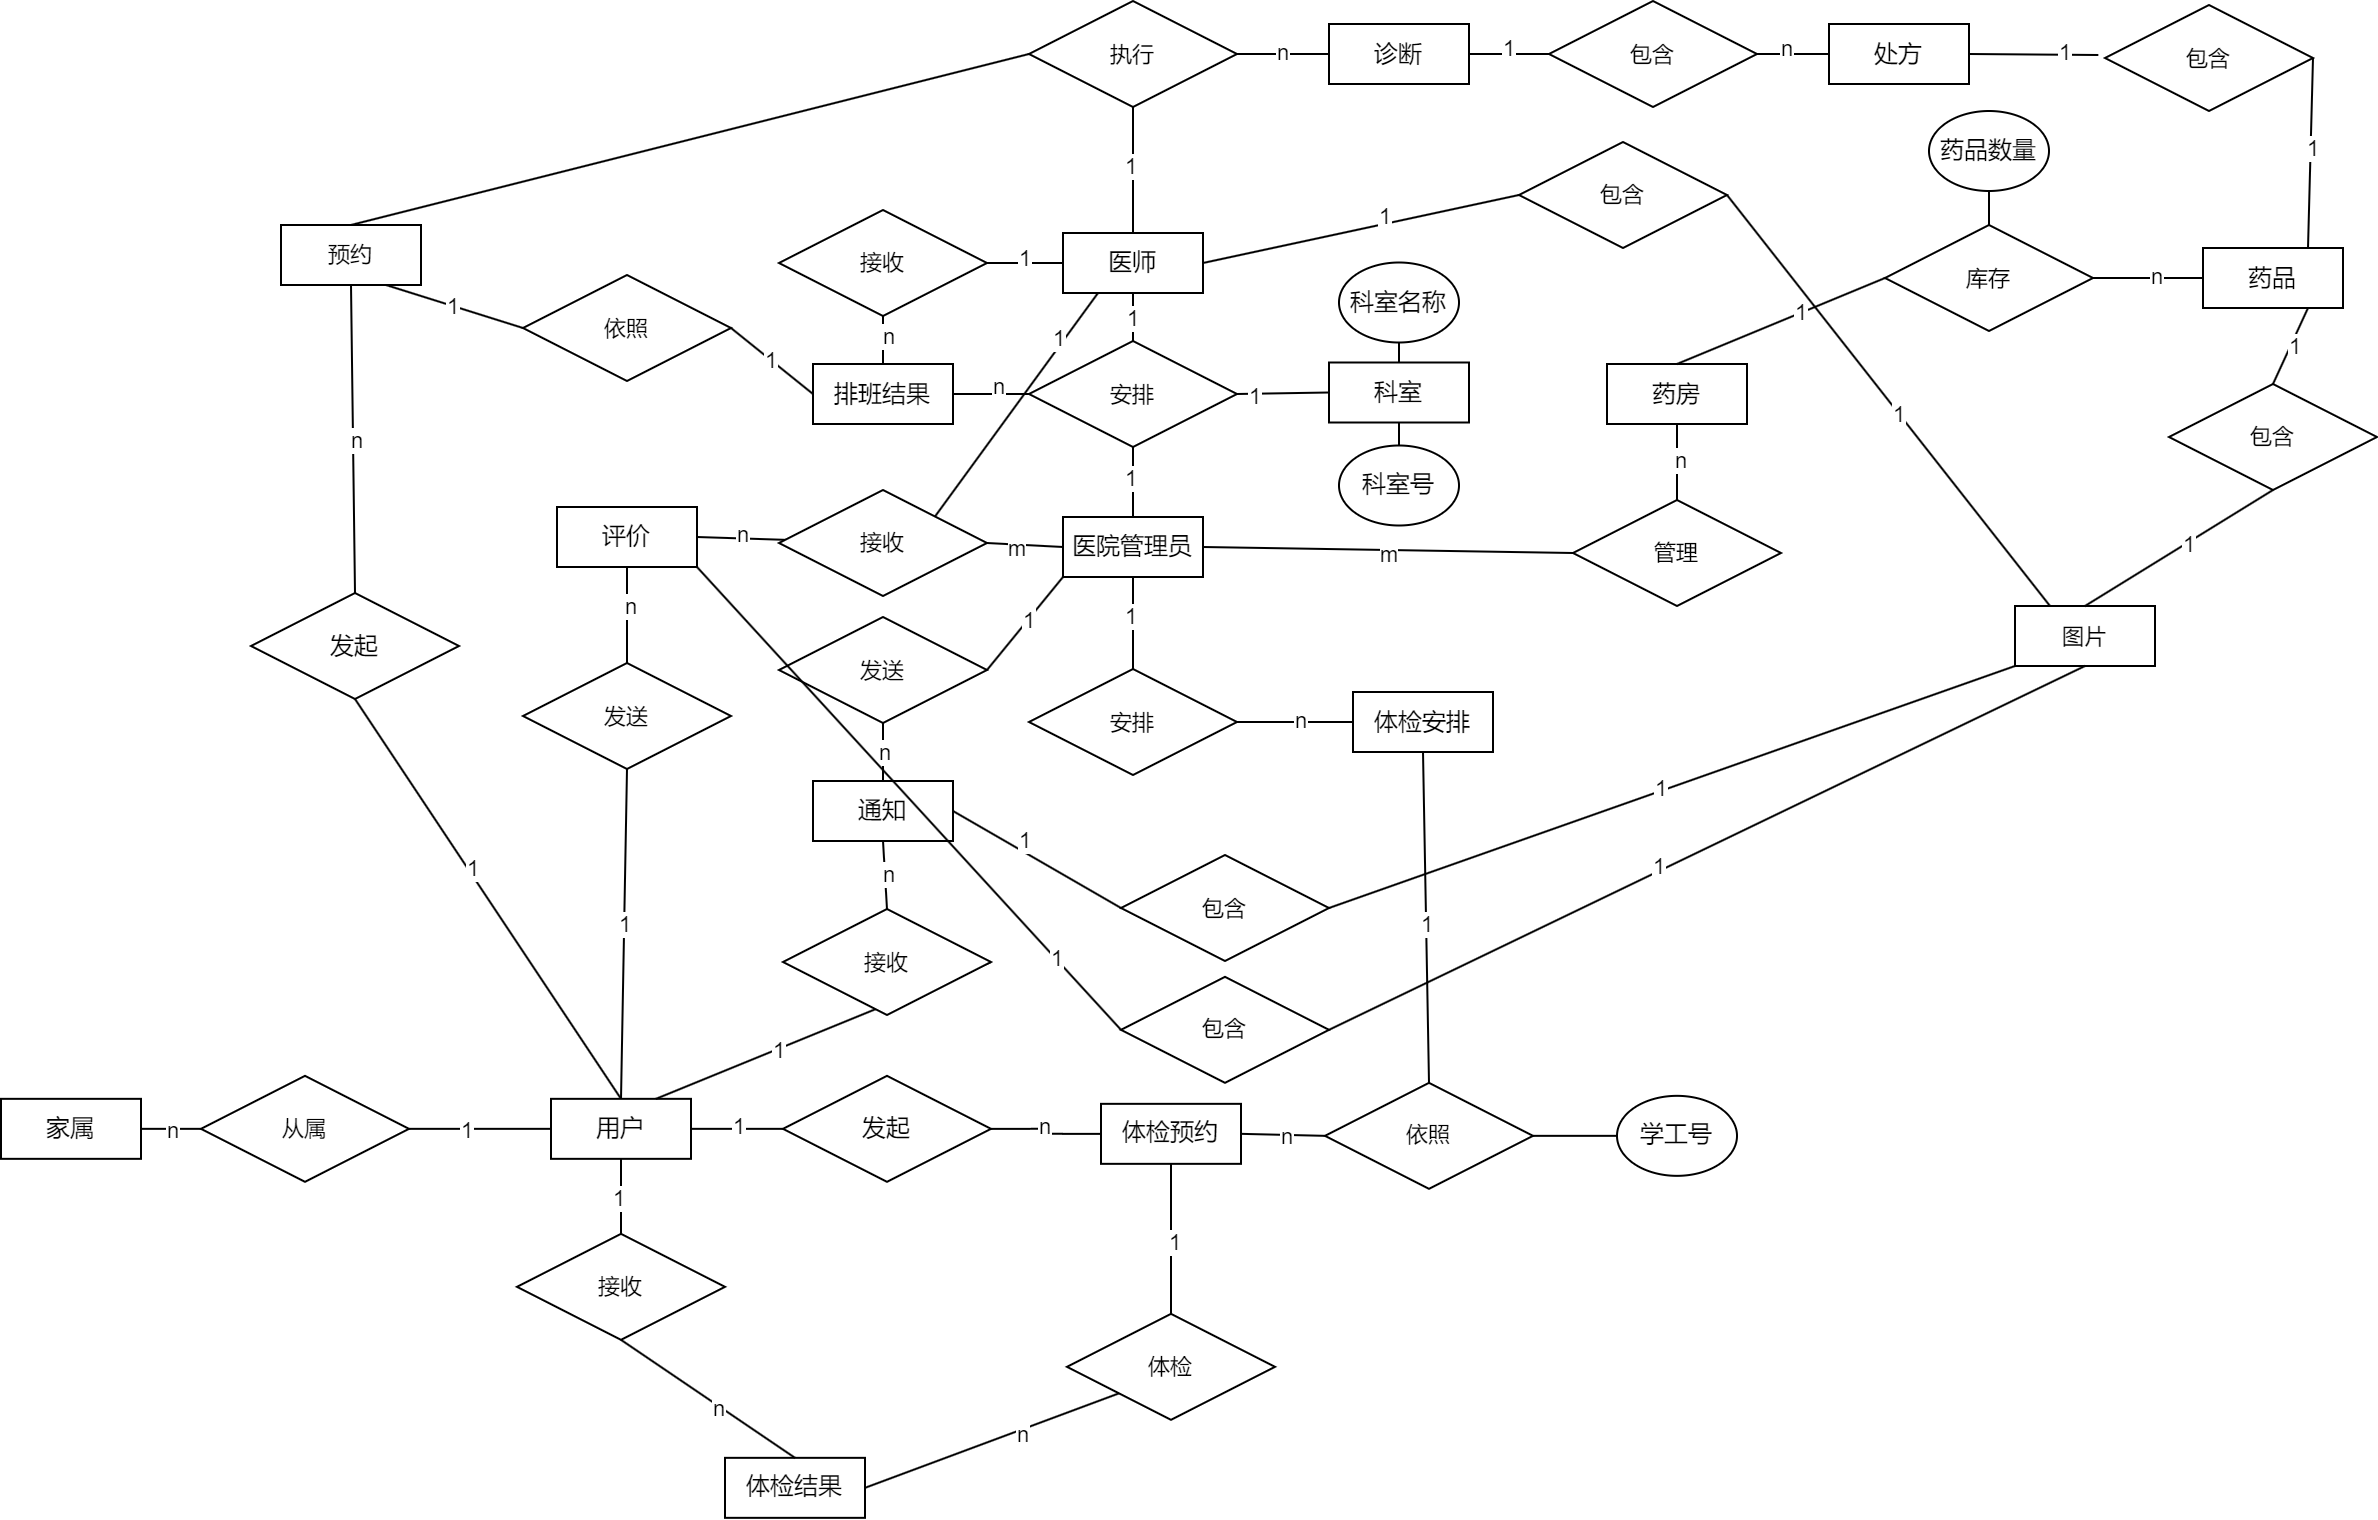 执行
n
诊断
1
包含
n
处方
1
包含
药品数量
1
1
包含
1
预约
接收
1
医师
库存
n
药品
科室名称
1
依照
1
1
n
1
1
1
1
排班结果
n
安排
1
科室
药房
1
n
n
1
科室号
包含
评价
n
接收
m
医院管理员
m
管理
1
n
1
1
发起
发送
发送
安排
n
体检安排
图片
n
通知
1
1
1
n
1
1
1
包含
接收
1
包含
1
家属
n
从属
1
用户
1
发起
n
体检预约
n
依照
学工号
1
1
接收
体检
n
n
体检结果